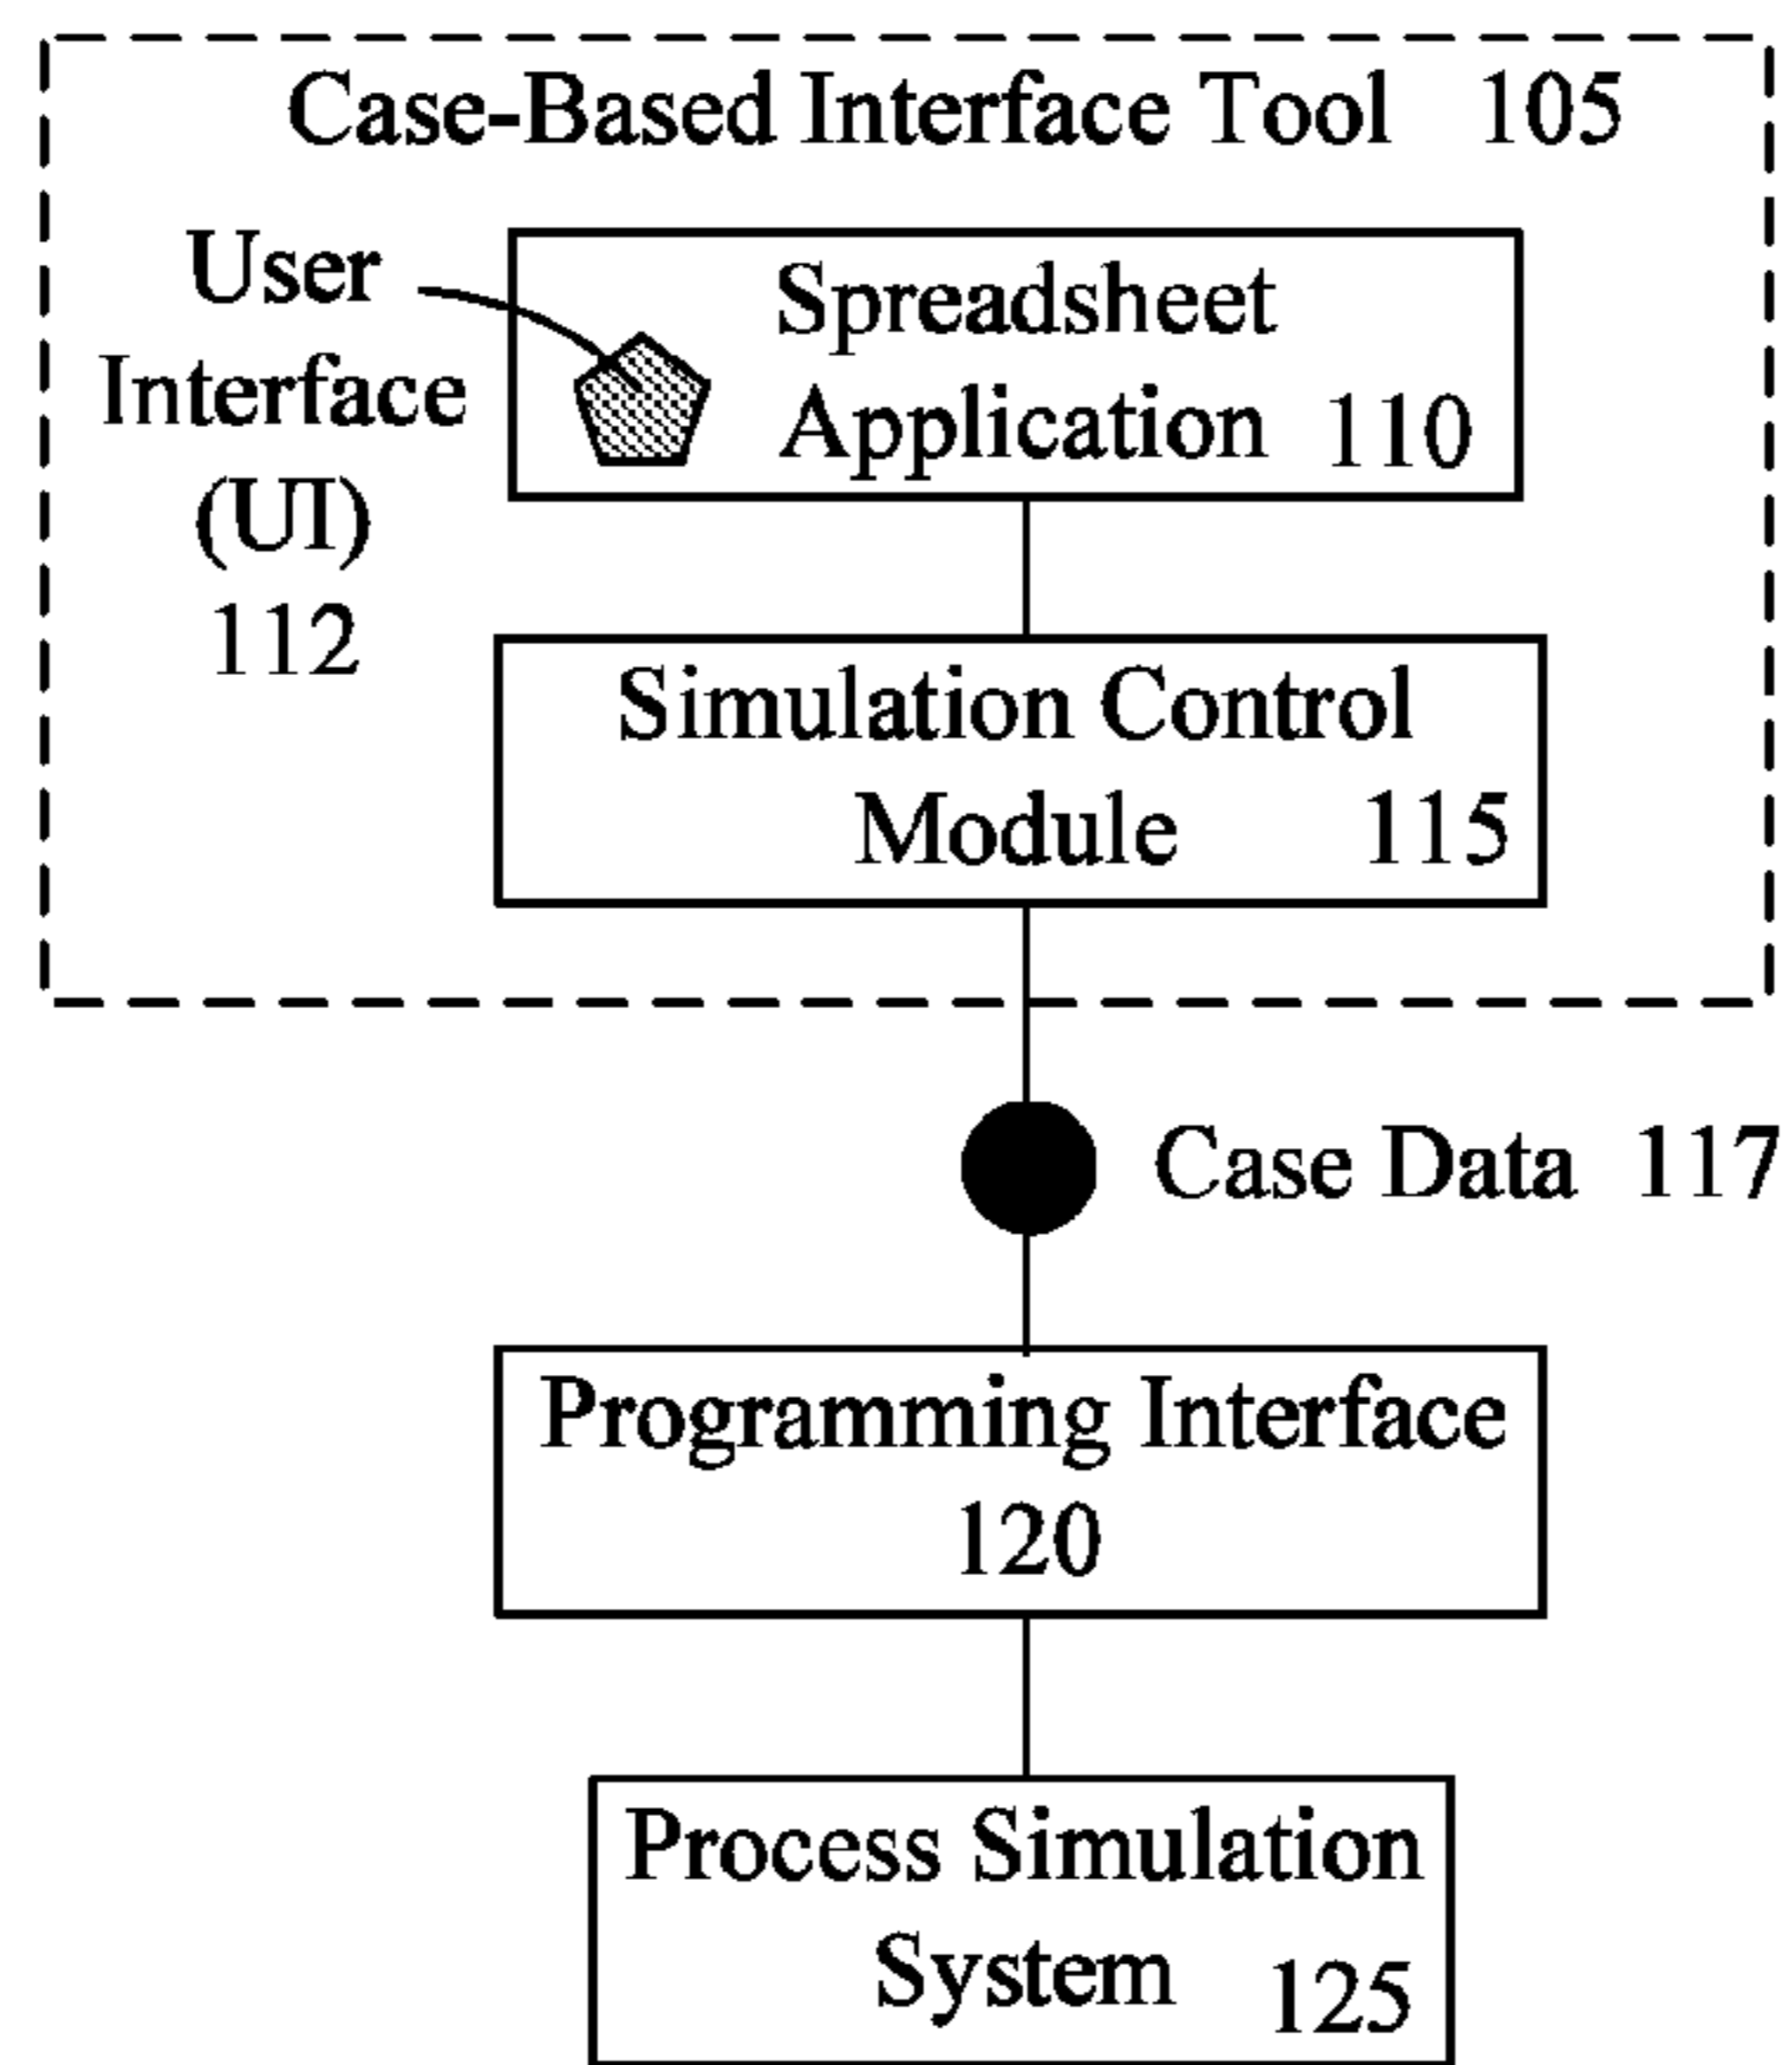 Case-Based Interface Tool 105
User
Interface
(UI)
112
Spreadsheet
Application 110
Simulation Control
Module 115
Case Data 117
Programming Interface
120
Process Simulation
System 125